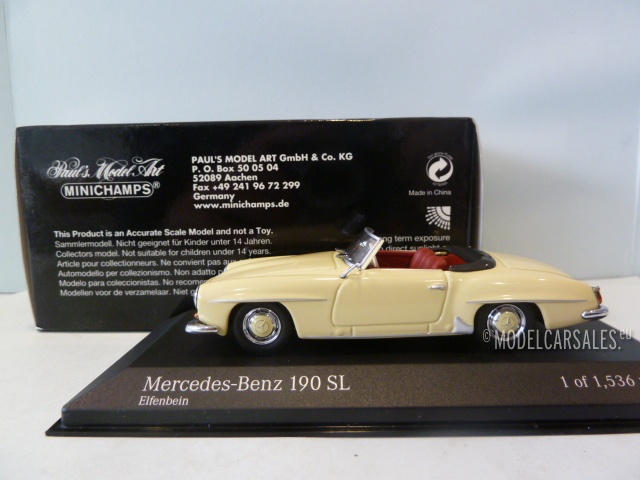 Paul's Model Art
MINICHAMPS®
PAUL'S MODEL ART GmbH & Co. KG
P. O. Box 50 05 04
52089 Aachen
Fax +49 241 96 72 299
Germany
www.minichamps.de
Made in China
This Product is an Accurate Scale Model and not a Toy.
Sammlermodell. Nicht geeignet für Kinder unter 14 Jahren.
Collectors model. Not suitable for children under 14 years.
Article pour collectionneurs. Ne convient pas aux
Automodello per collezionismo. Non adatto
Modelo para coleccionistas. No
Modellen voor de verzamelaar. Niet
long term exposure
direct sunlight
© MODELCARSALES.eu
Mercedes-Benz 190 SL
Elfenbein
1 of 1,536